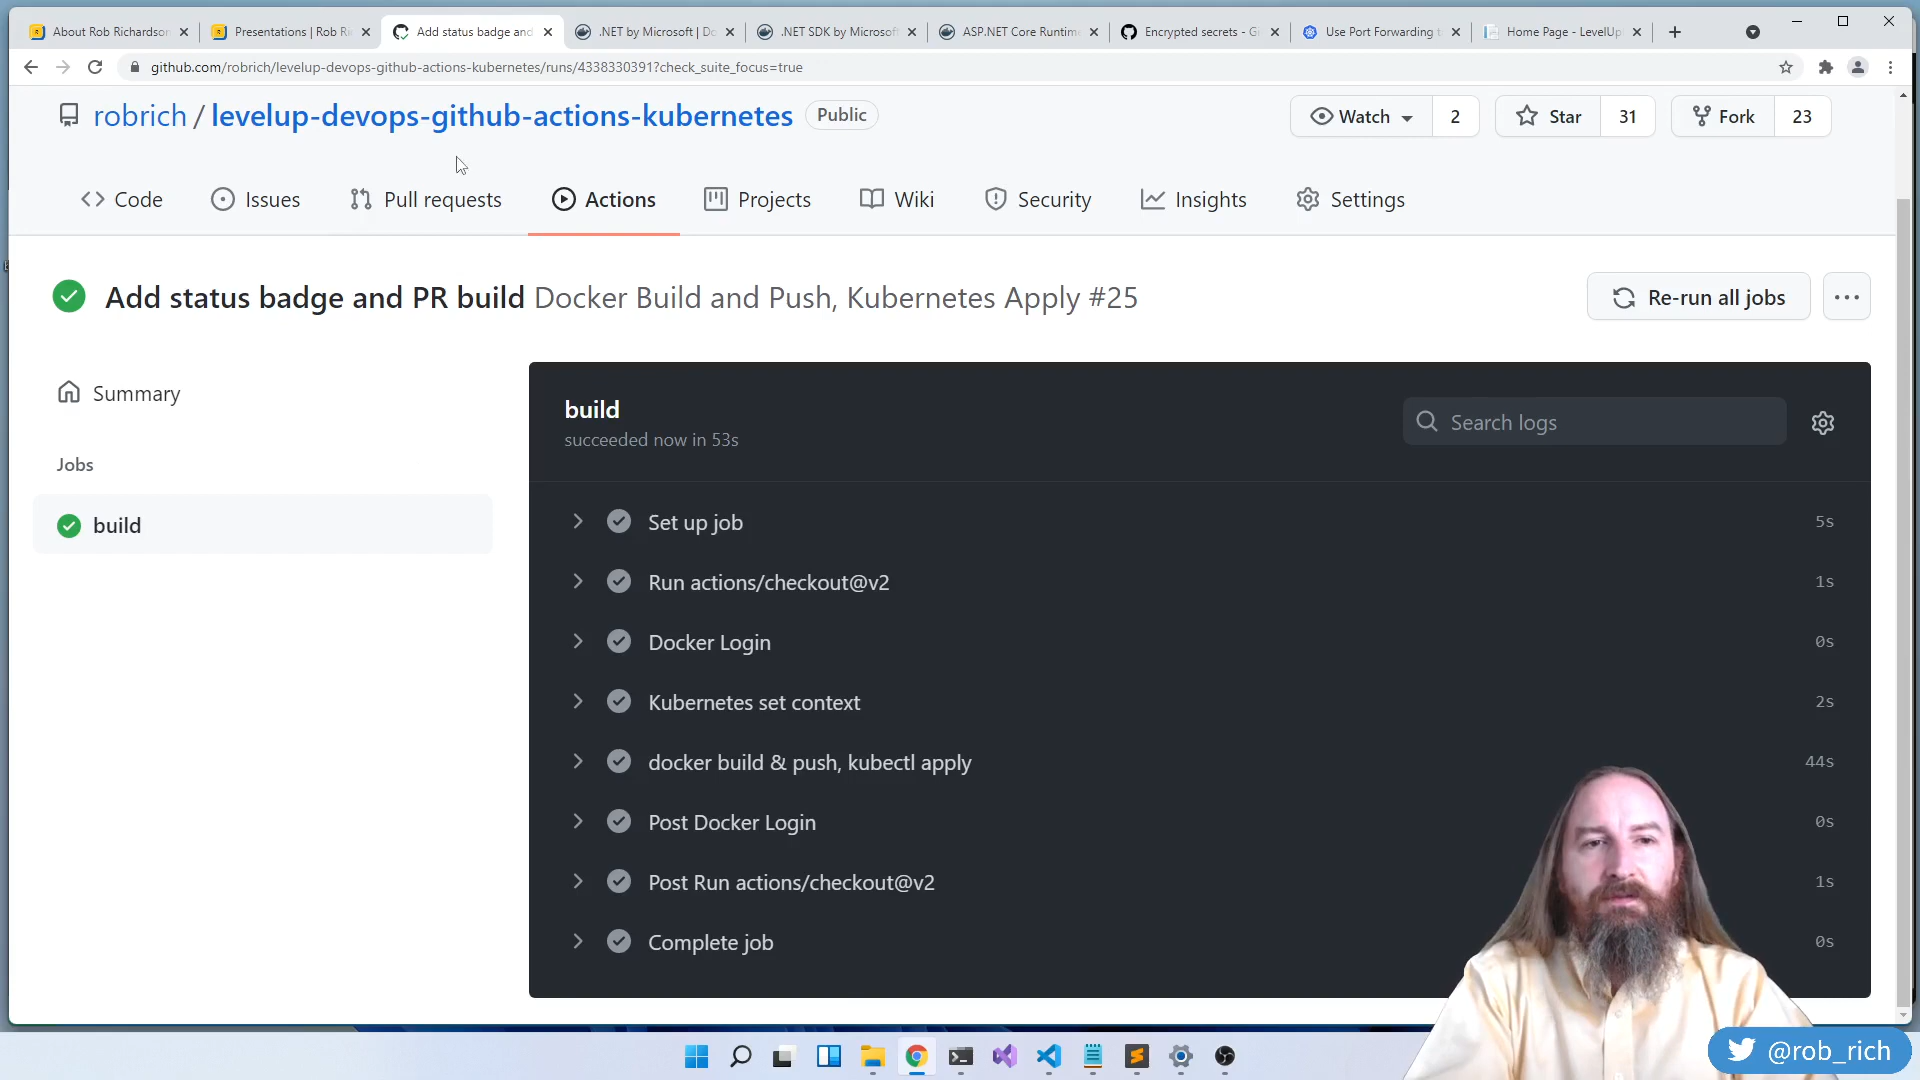 About Rob Richardson
Presentations | Rob Ri
Add status badge and
.NET by Microsoft | Do
.NET SDK by Microsoft
ASP.NET Core Runtime
Encrypted secrets - Gi
Use Port Forwarding t
Home Page - LevelUp
github.com/robrich/levelup-devops-github-actions-kubernetes/runs/4338330391?check_suite_focus=true
robrich / levelup-devops-github-actions-kubernetes Public
Watch 2
Star 31
Fork 23
Code
Issues
Pull requests
Actions
Projects
Wiki
Security
Insights
Settings
Add status badge and PR build Docker Build and Push, Kubernetes Apply #25
Re-run all jobs
Summary
Jobs
build
build
succeeded now in 53s
Search logs
Set up job 5s
Run actions/checkout@v2 1s
Docker Login 0s
Kubernetes set context 2s
docker build & push, kubectl apply 44s
Post Docker Login 0s
Post Run actions/checkout@v2 1s
Complete job 0s
@rob_rich